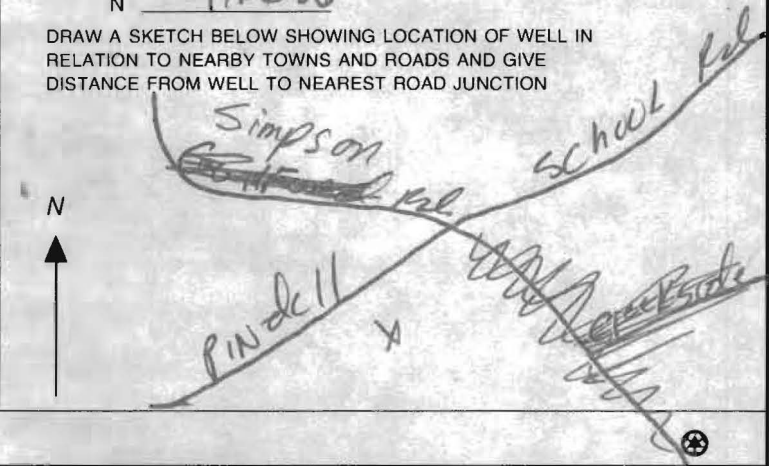 N
DRAW A SKETCH BELOW SHOWING LOCATION OF WELL IN
RELATION TO NEARBY TOWNS AND ROADS AND GIVE
DISTANCE FROM WELL TO NEAREST ROAD JUNCTION
Simpson
Rd
School Rd
N
Pindell
X
creekside